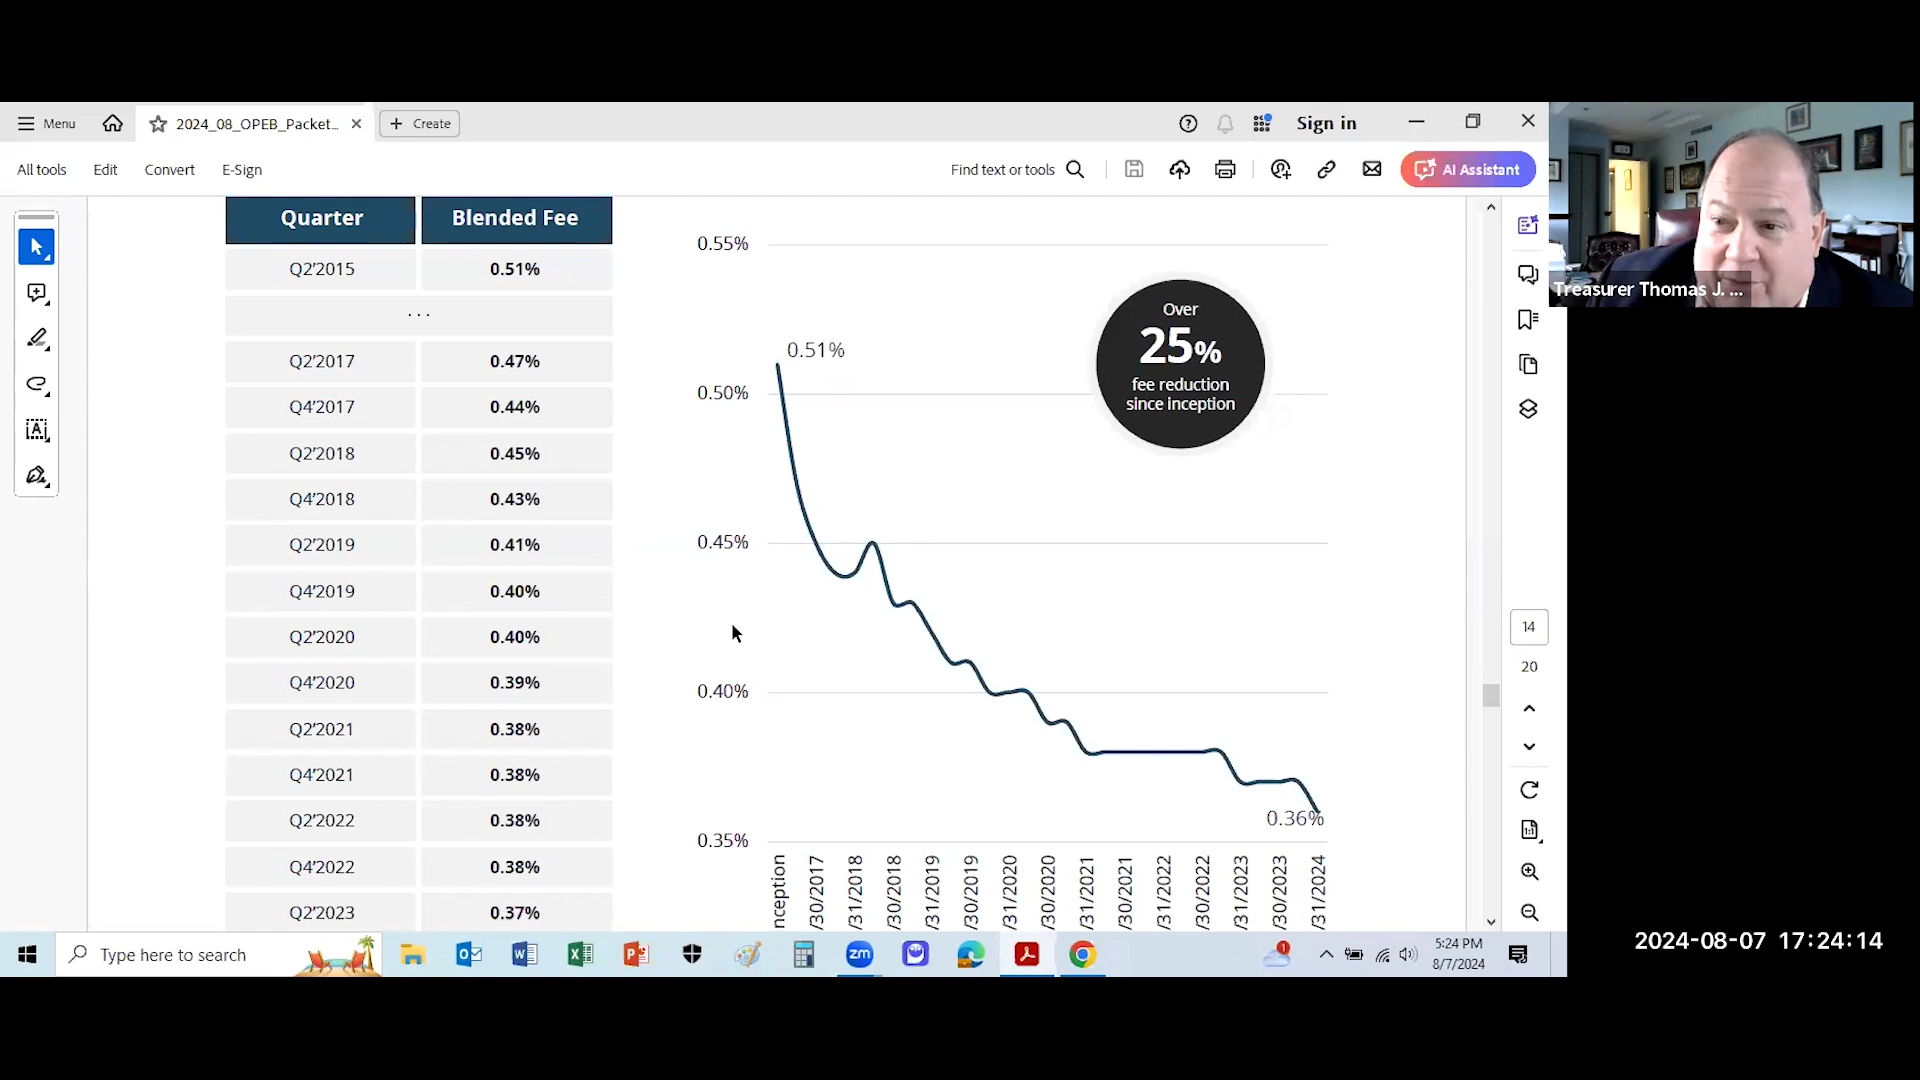 Menu
2024_08_OPEB_Packet...
Create
Sign in
All tools
Edit
Convert
E-Sign
Find text or tools
AI Assistant
Quarter Blended Fee
Q2'2015 0.51%
...
Q2'2017 0.47%
Q4'2017 0.44%
Q2'2018 0.45%
Q4'2018 0.43%
Q2'2019 0.41%
Q4'2019 0.40%
Q2'2020 0.40%
Q4'2020 0.39%
Q2'2021 0.38%
Q4'2021 0.38%
Q2'2022 0.38%
Q4'2022 0.38%
Q2'2023 0.37%
0.55%
0.50%
0.45%
0.40%
0.35%
0.51%
Over
25%
fee reduction
since inception
0.36%
nception
/30/2017
/31/2018
/30/2018
/31/2019
/30/2019
/31/2020
/30/2020
/31/2021
/30/2021
/31/2022
/30/2022
/31/2023
/30/2023
/31/2024
14
20
Treasurer Thomas J. ...
Type here to search
zm
1
5:24 PM
8/7/2024
2024-08-07 17:24:14